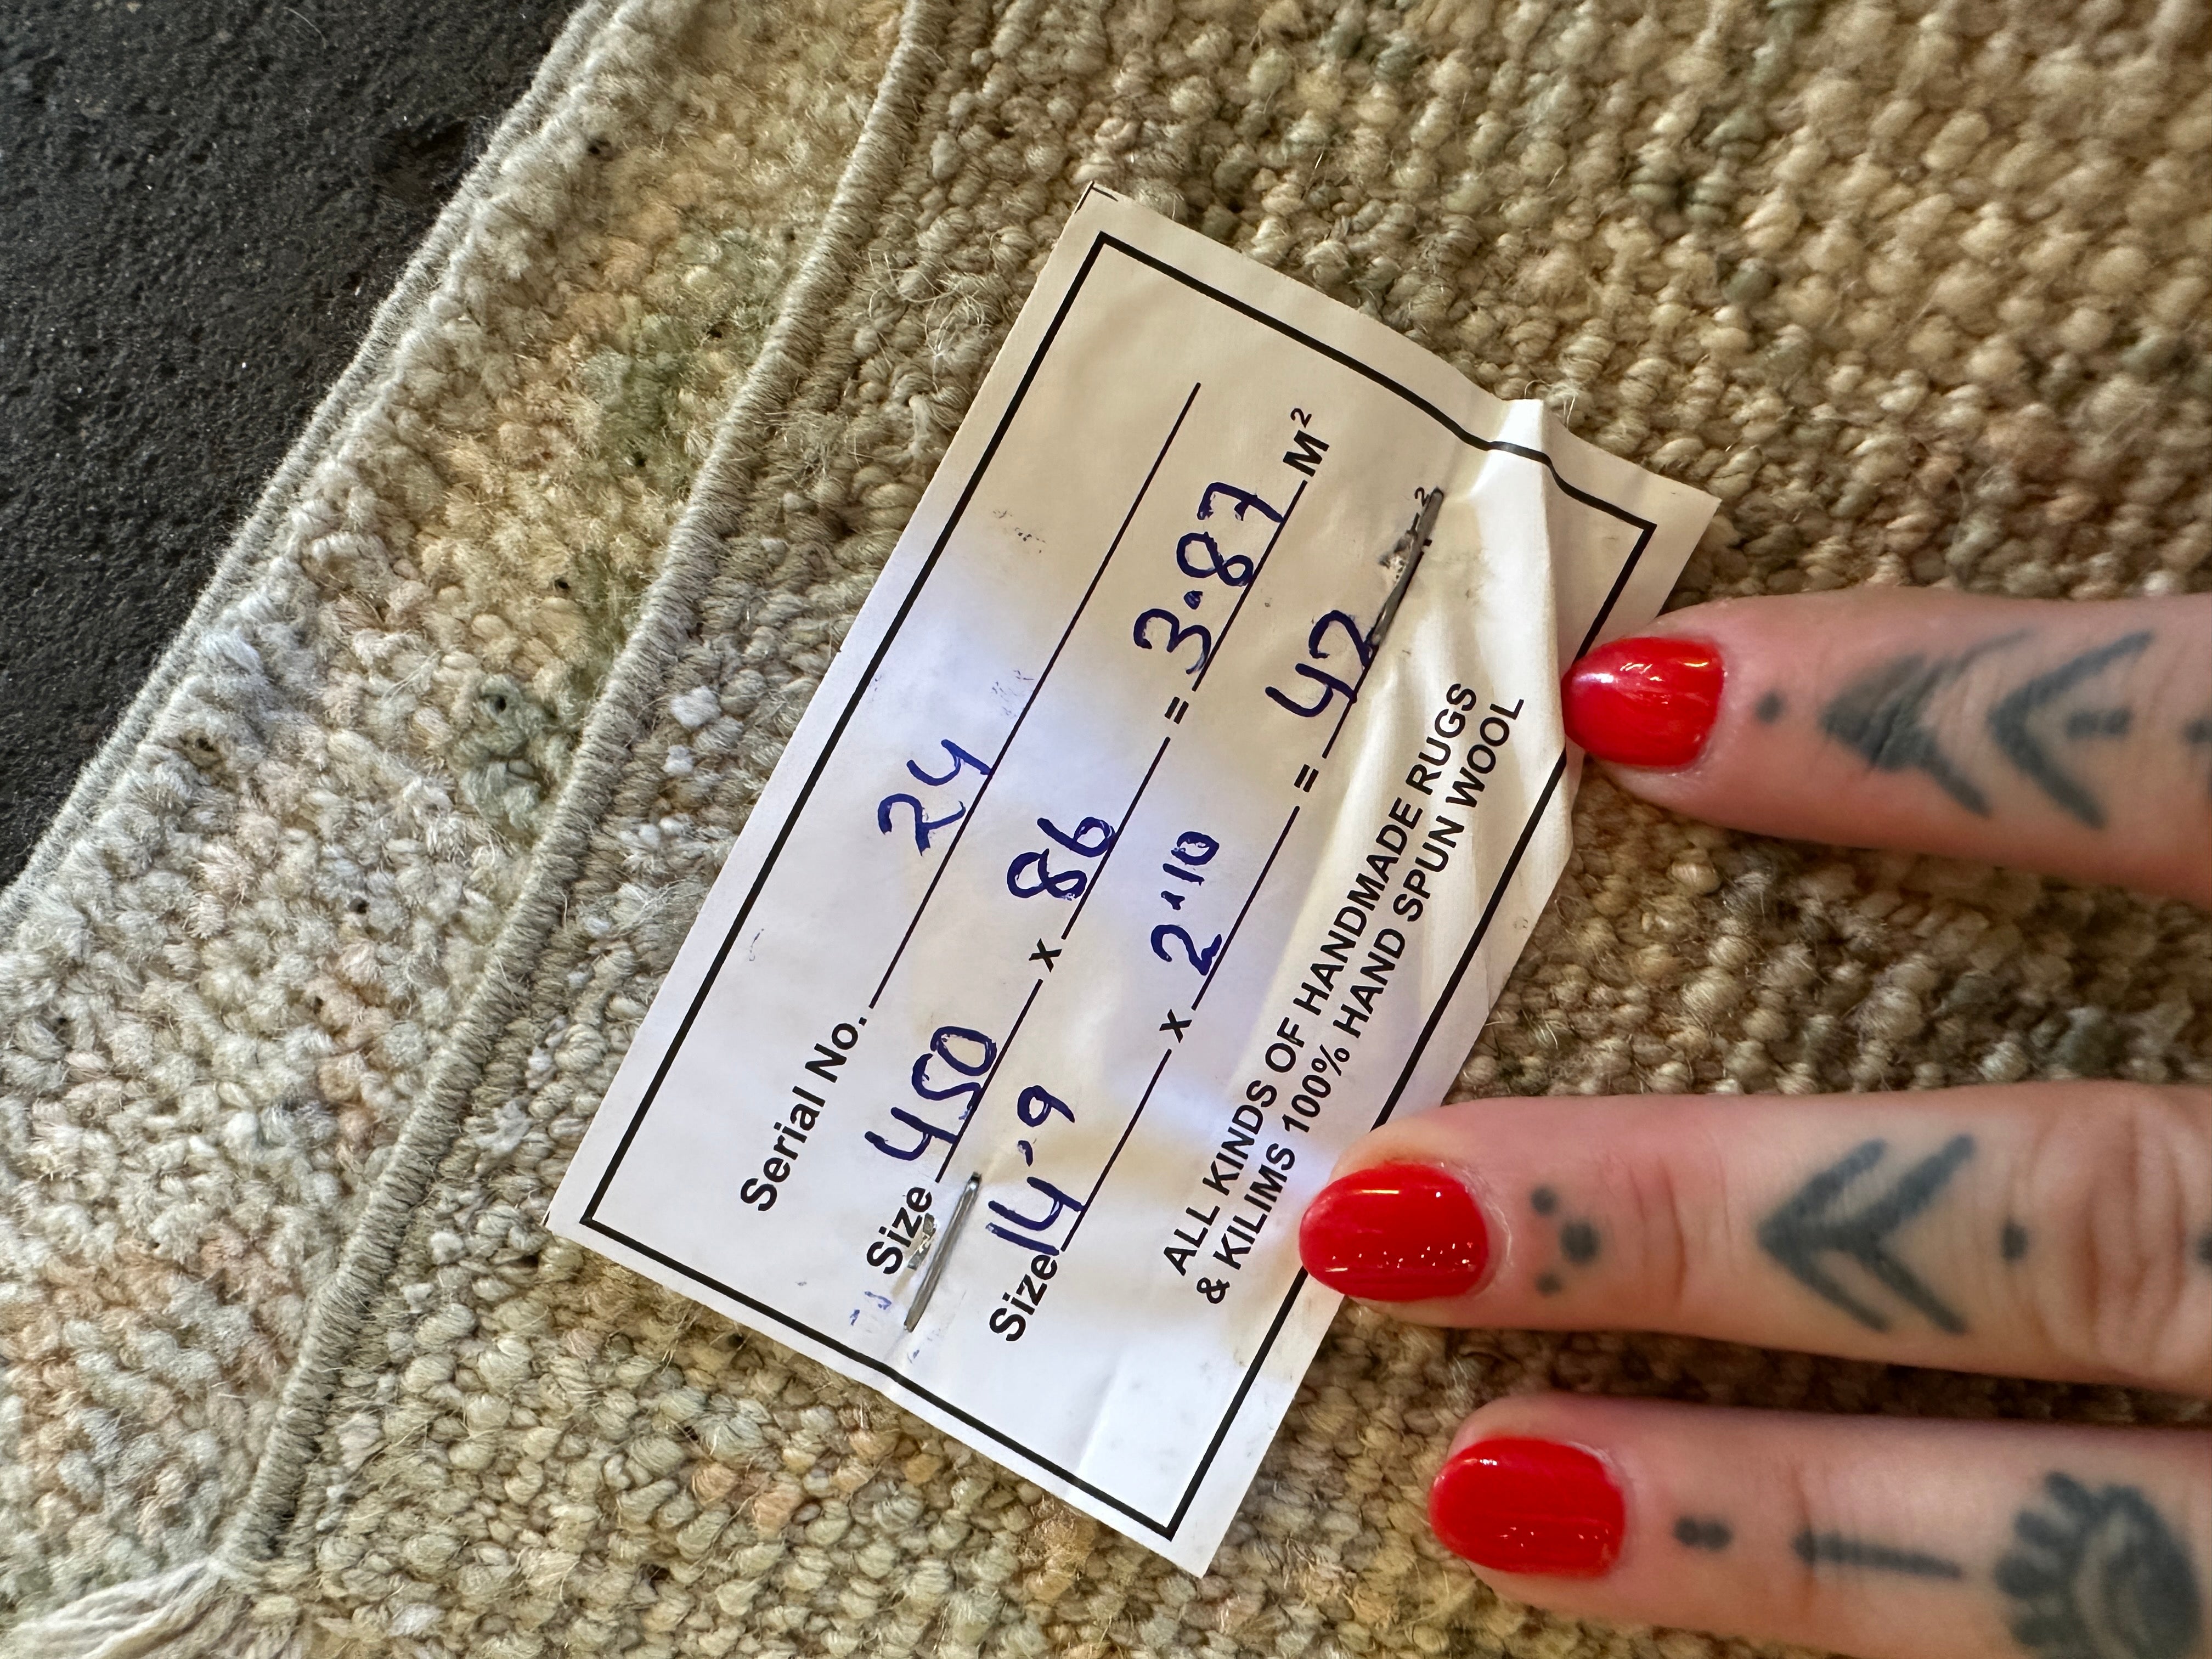 Serial No. 24
Size 450 x 86 = 3.87 M²
Size 14'9 x 2'10 = 42
ALL KINDS OF HANDMADE RUGS
& KILIMS 100% HAND SPUN WOOL